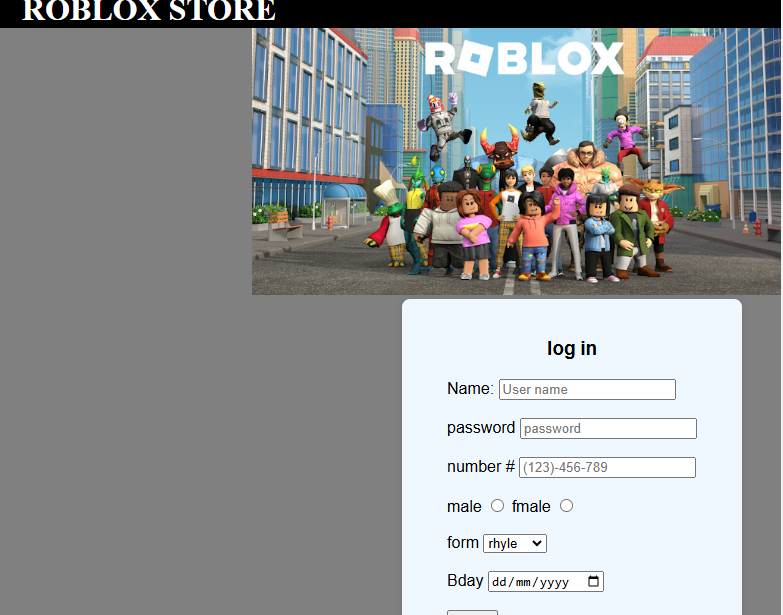 ROBLOX STORE
ROBLOX
log in
Name: User name
password password
number # (123)-456-789
male fmale
form rhyle
Bday dd/mm/yyyy